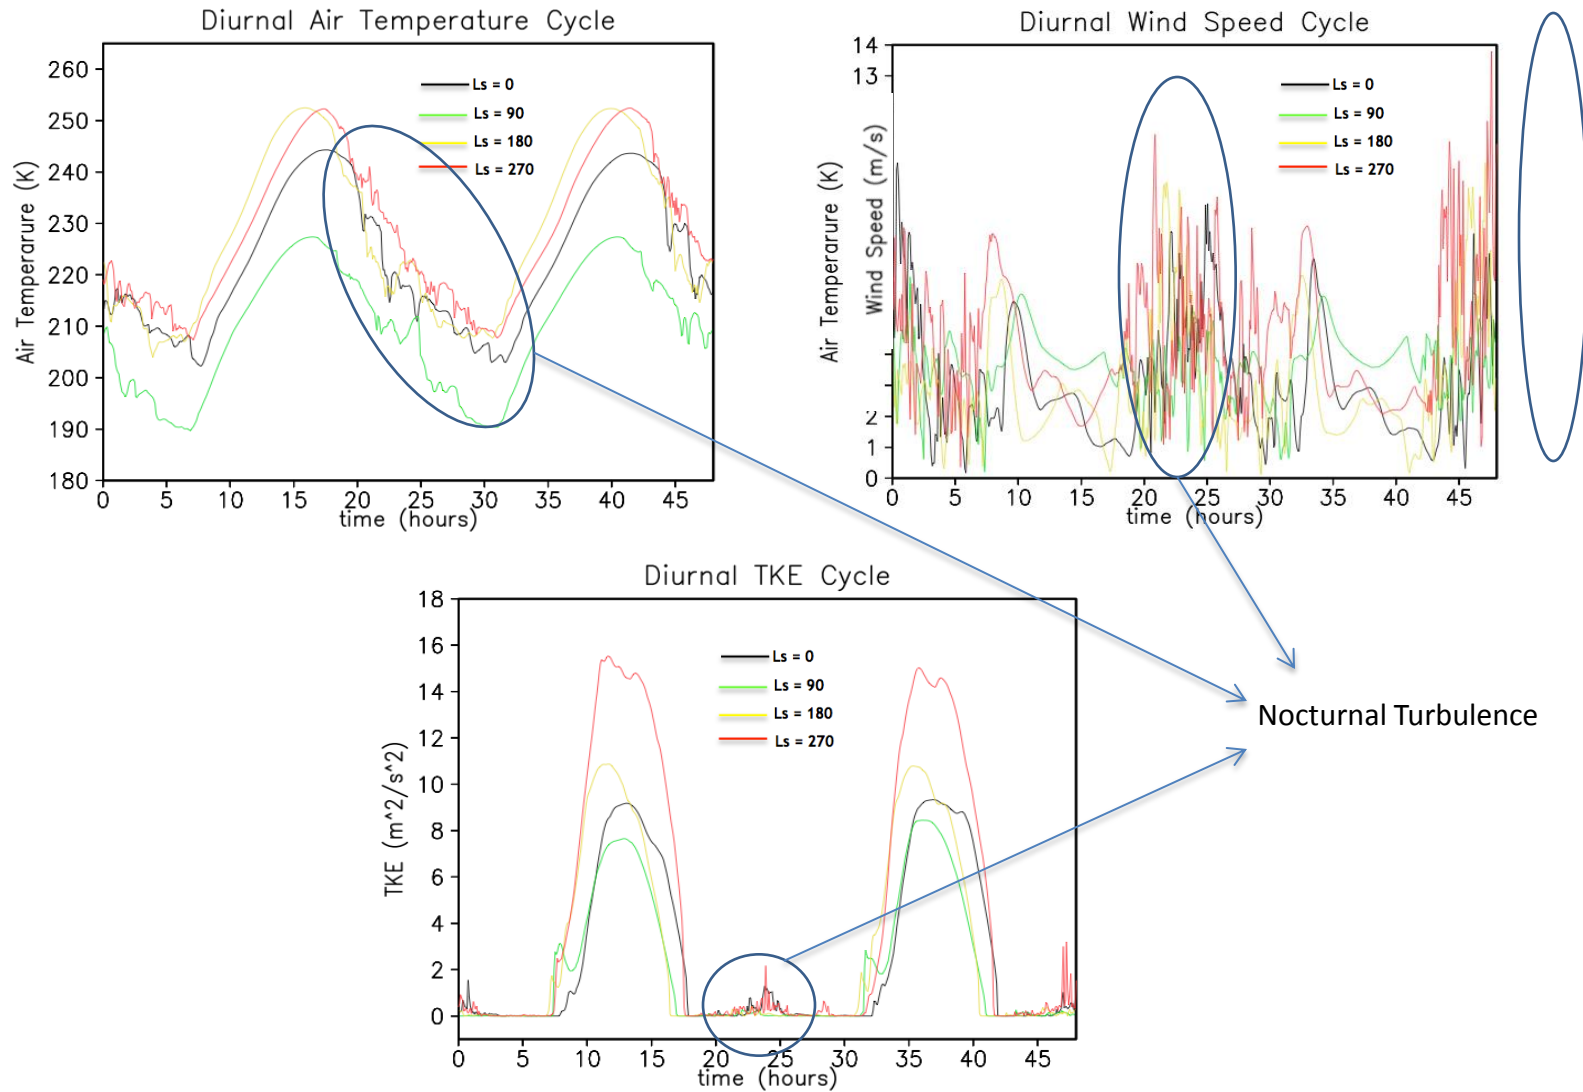 Diurnal Air Temperature Cycle
260
250
240
230
220
210
200
190
180
Air Temperarure (K)
Ls = 0
Ls = 90
Ls = 180
Ls = 270
0 5 10 15 20 25 30 35 40 45
time (hours)
Diurnal Wind Speed Cycle
14
13
2
1
0
Air Temperarure (K)
Wind Speed (m/s)
Ls = 0
Ls = 90
Ls = 180
Ls = 270
0 5 10 15 20 25 30 35 40 45
time (hours)
Diurnal TKE Cycle
18
16
14
12
10
8
6
4
2
0
TKE (m^2/s^2)
Ls = 0
Ls = 90
Ls = 180
Ls = 270
0 5 10 15 20 25 30 35 40 45
time (hours)
Nocturnal Turbulence